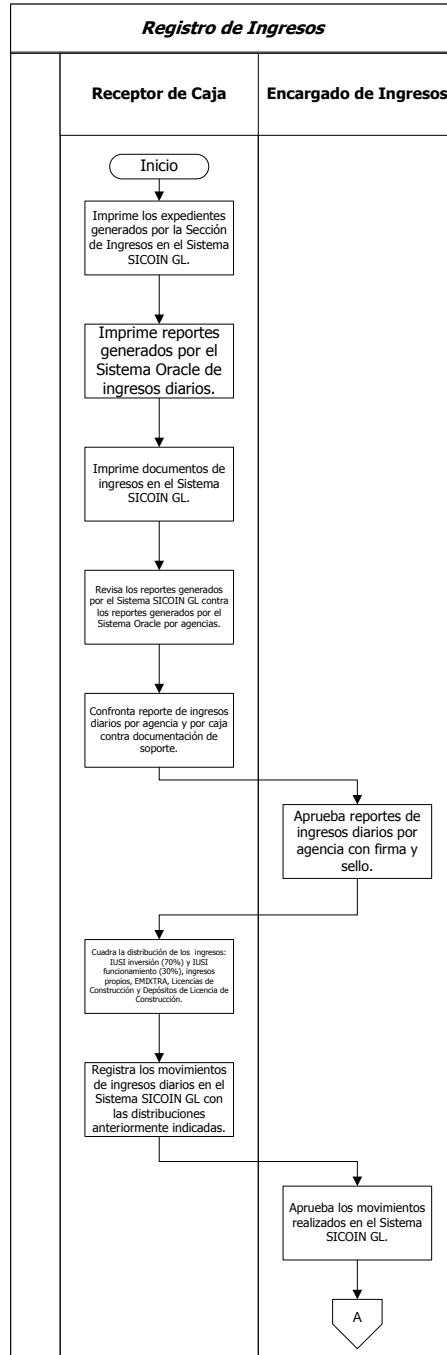 Registro de Ingresos
Receptor de Caja
Encargado de Ingresos
Inicio
Imprime los expedientes
generados por la Sección
de Ingresos en el Sistema
SICOIN GL.
Imprime reportes
generados por el
Sistema Oracle de
ingresos diarios.
Imprime documentos de
ingresos en el Sistema
SICOIN GL.
Revisa los reportes generados
por el Sistema SICOIN GL contra
los reportes generados por el
Sistema Oracle por agencias.
Confronta reporte de ingresos
diarios por agencia y por caja
contra documentación de
soporte.
Aprueba reportes de
ingresos diarios por
agencia con firma y
sello.
Cuadra la distribución de los ingresos:
IUSI inversión (70%) y IUSI
funcionamiento (30%), ingresos
propios, EMIXTRA, Licencias de
Construcción y Depósitos de Licencia de
Construcción.
Registra los movimientos
de ingresos diarios en el
Sistema SICOIN GL con
las distribuciones
anteriormente indicadas.
Aprueba los movimientos
realizados en el Sistema
SICOIN GL.
A